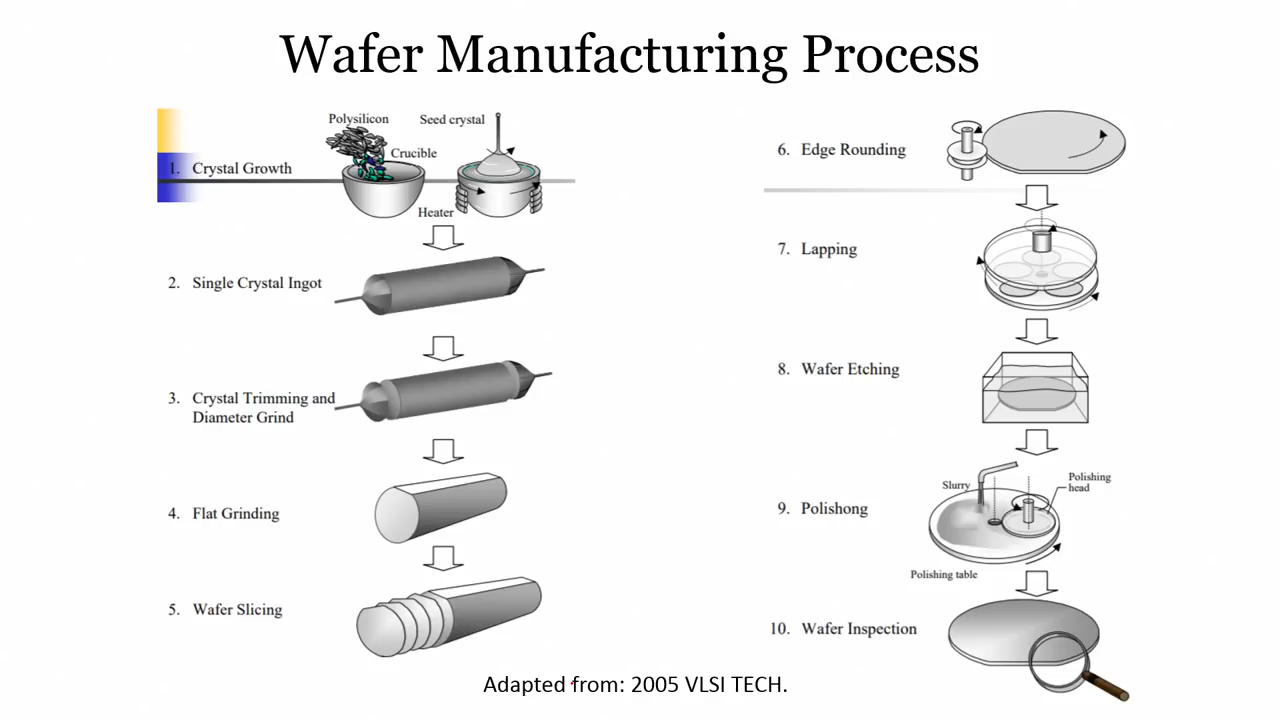 Wafer Manufacturing Process
Polysilicon
Seed crystal
Crucible
1. Crystal Growth
Heater
2. Single Crystal Ingot
3. Crystal Trimming and
Diameter Grind
4. Flat Grinding
5. Wafer Slicing
6. Edge Rounding
7. Lapping
8. Wafer Etching
Slurry
Polishing
head
9. Polishong
Polishing table
10. Wafer Inspection
Adapted from: 2005 VLSI TECH.